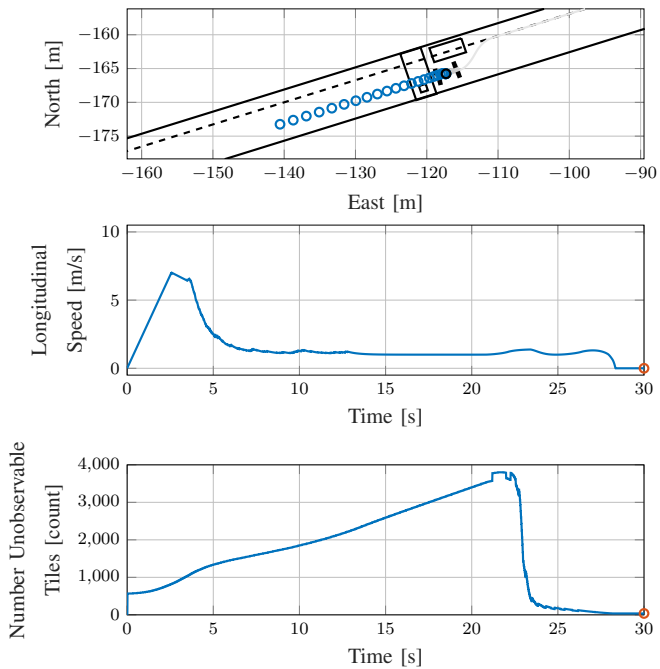 −160
−165
−170
−175
North [m]
−160 −150 −140 −130 −120 −110 −100 −90
East [m]
10
5
0
Longitudinal
Speed [m/s]
0 5 10 15 20 25 30
Time [s]
4,000
3,000
2,000
1,000
0
Number Unobservable
Tiles [count]
0 5 10 15 20 25 30
Time [s]